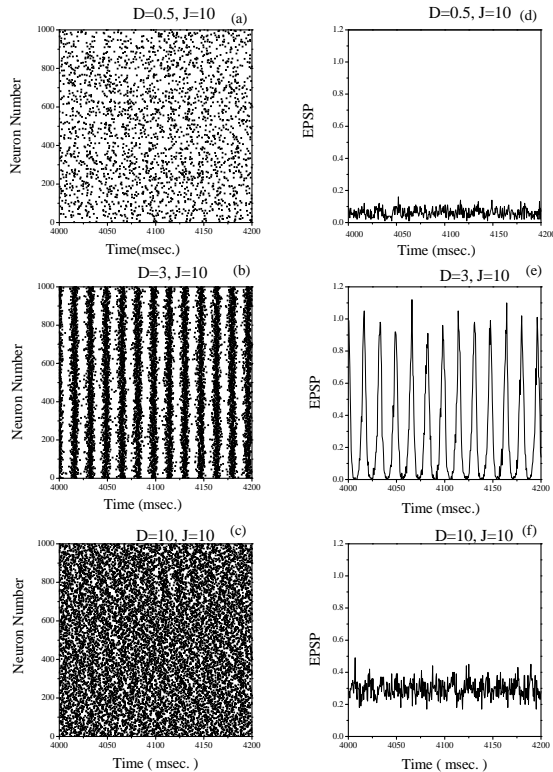 D=0.5, J=10 (a)
1000
800
600
400
200
0
Neuron Number
4000 4050 4100 4150 4200
Time(msec.)
D=0.5, J=10 (d)
1.2
1.0
0.8
0.6
0.4
0.2
0.0
EPSP
4000 4050 4100 4150 4200
Time (msec.)
D=3, J=10 (b)
1000
800
600
400
200
0
Neuron Number
4000 4050 4100 4150 4200
Time (msec.)
D=3, J=10 (e)
1.2
1.0
0.8
0.6
0.4
0.2
0.0
EPSP
4000 4050 4100 4150 4200
Time (msec.)
D=10, J=10 (c)
1000
800
600
400
200
0
Neuron Number
4000 4050 4100 4150 4200
Time ( msec.)
D=10, J=10 (f)
1.2
1.0
0.8
0.6
0.4
0.2
0.0
EPSP
4000 4050 4100 4150 4200
Time ( msec. )